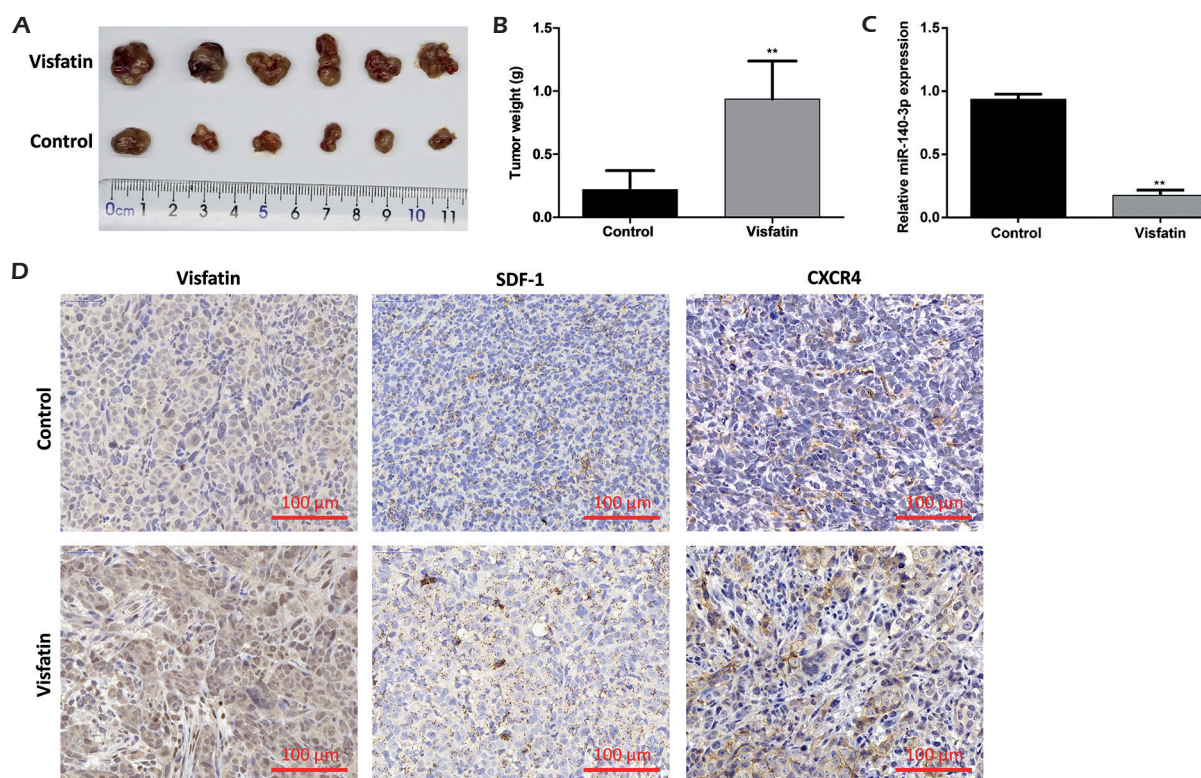 A
Visfatin
Control
0cm 1 2 3 4 5 6 7 8 9 10 11
B
Tumor weight (g)
1.5
1.0
0.5
0.0
**
Control Visfatin
C
Relative miR-140-3p expression
1.5
1.0
0.5
0.0
**
Control Visfatin
D
Visfatin SDF-1 CXCR4
Control
100 µm 100 µm 100 µm
Visfatin
100 µm 100 µm 100 µm